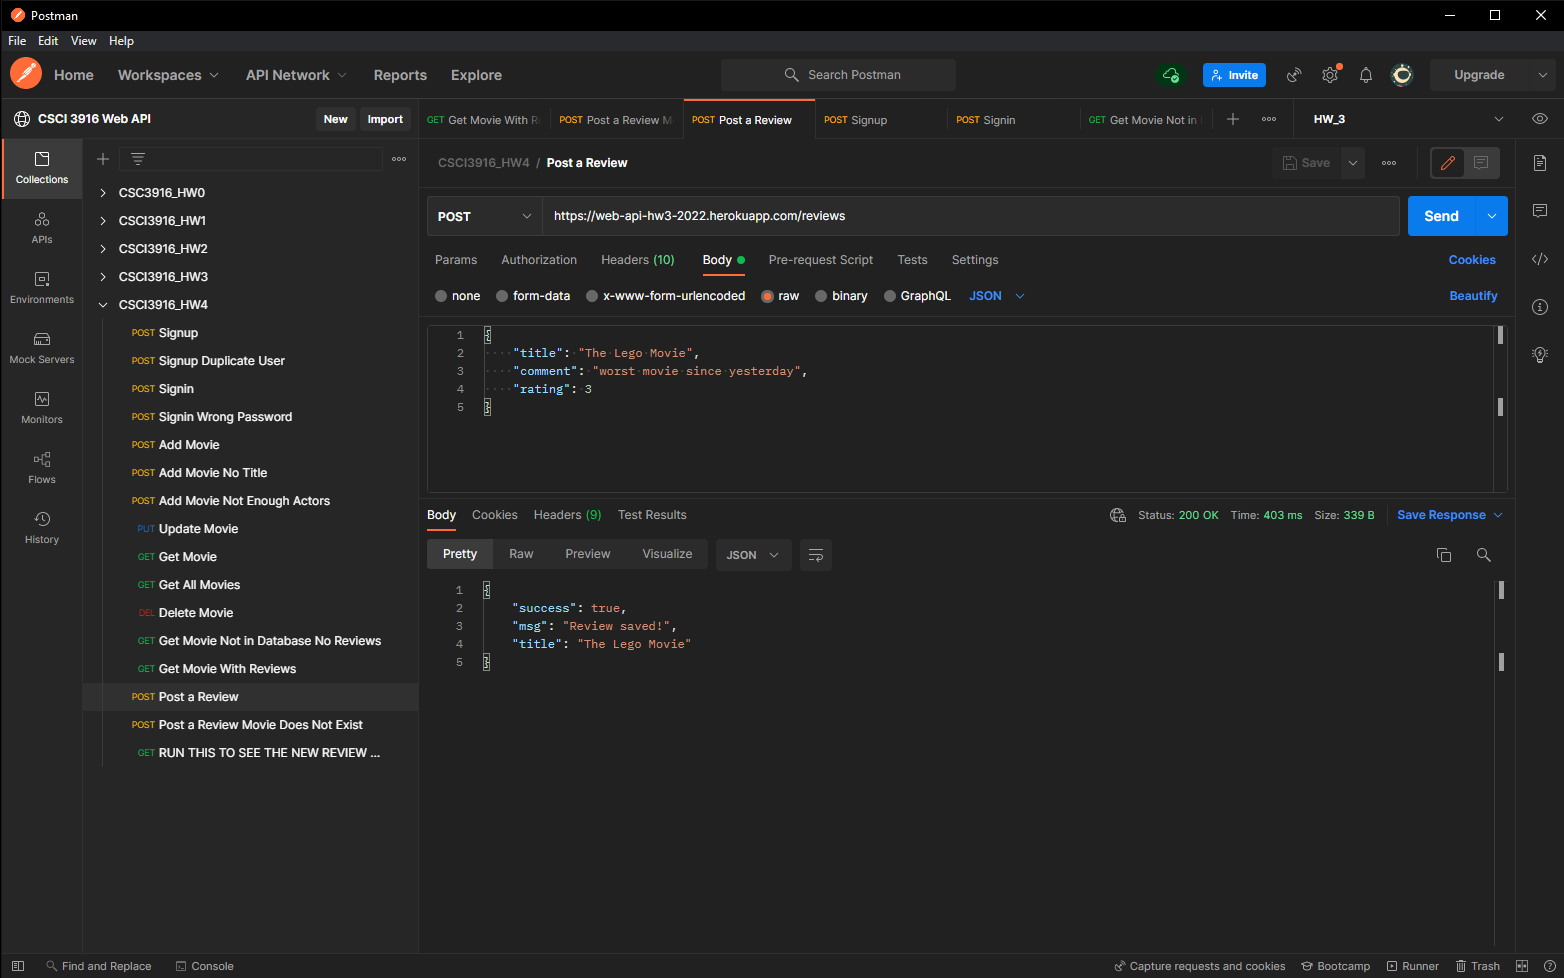 Postman
File Edit View Help
Home Workspaces API Network Reports Explore Search Postman Invite Upgrade
CSCI 3916 Web API New Import
GET Get Movie With R POST Post a Review M POST Post a Review POST Signup POST Signin GET Get Movie Not in HW_3
Collections
APIs
Environments
Mock Servers
Monitors
Flows
History
CSC3916_HW0
CSCI3916_HW1
CSCI3916_HW2
CSCI3916_HW3
CSCI3916_HW4
POST Signup
POST Signup Duplicate User
POST Signin
POST Signin Wrong Password
POST Add Movie
POST Add Movie No Title
POST Add Movie Not Enough Actors
PUT Update Movie
GET Get Movie
GET Get All Movies
DEL Delete Movie
GET Get Movie Not in Database No Reviews
GET Get Movie With Reviews
POST Post a Review
POST Post a Review Movie Does Not Exist
GET RUN THIS TO SEE THE NEW REVIEW ...
CSCI3916_HW4 / Post a Review Save
POST https://web-api-hw3-2022.herokuapp.com/reviews Send
Params Authorization Headers (10) Body Pre-request Script Tests Settings Cookies
none form-data x-www-form-urlencoded raw binary GraphQL JSON Beautify
1 {
2 "title": "The Lego Movie",
3 "comment": "worst movie since yesterday",
4 "rating": 3
5 }
Body Cookies Headers (9) Test Results Status: 200 OK Time: 403 ms Size: 339 B Save Response
Pretty Raw Preview Visualize JSON
1 {
2 "success": true,
3 "msg": "Review saved!",
4 "title": "The Lego Movie"
5 }
Find and Replace Console Capture requests and cookies Bootcamp Runner Trash